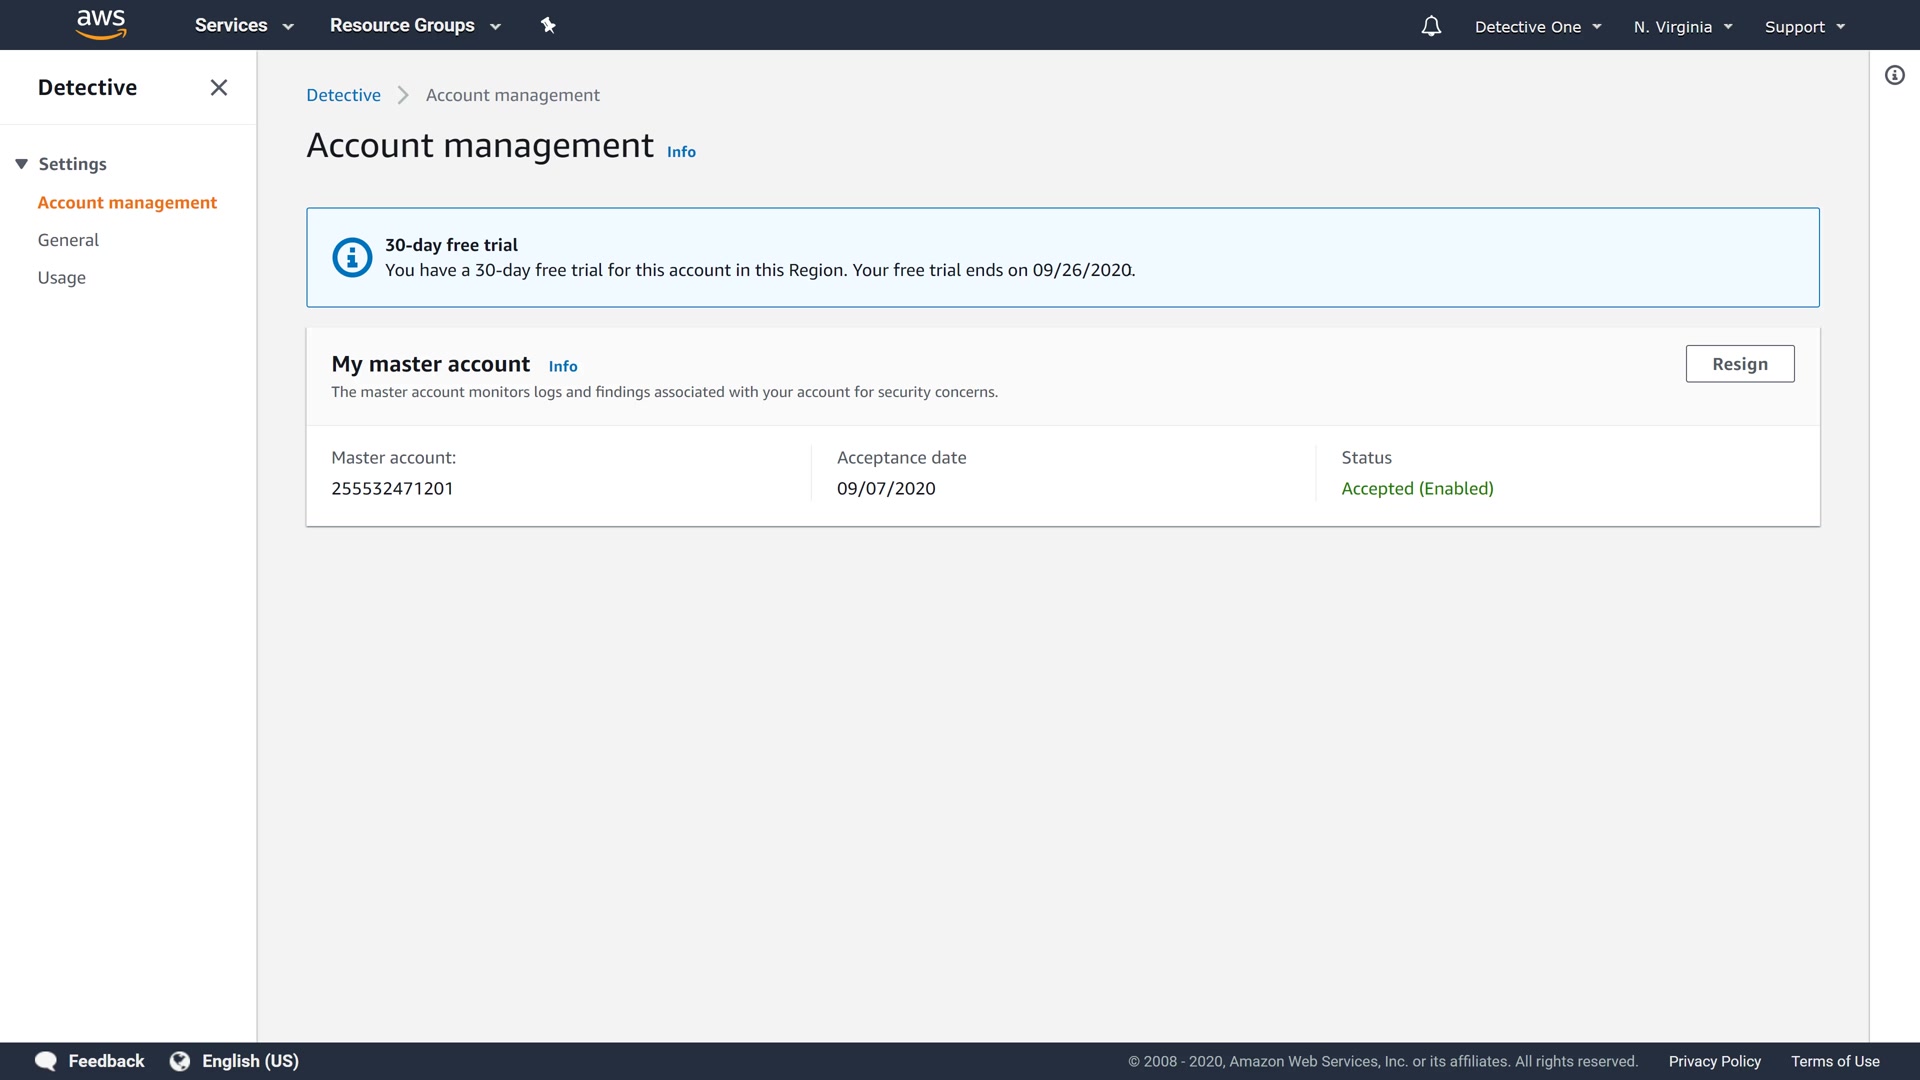 aws Services Resource Groups Detective One N. Virginia Support
Detective
Settings
Account management
General
Usage
Detective Account management
Account management Info
30-day free trial
You have a 30-day free trial for this account in this Region. Your free trial ends on 09/26/2020.
My master account Info
Resign
The master account monitors logs and findings associated with your account for security concerns.
Master account:
255532471201
Acceptance date
09/07/2020
Status
Accepted (Enabled)
Feedback English (US) © 2008 - 2020, Amazon Web Services, Inc. or its affiliates. All rights reserved. Privacy Policy Terms of Use